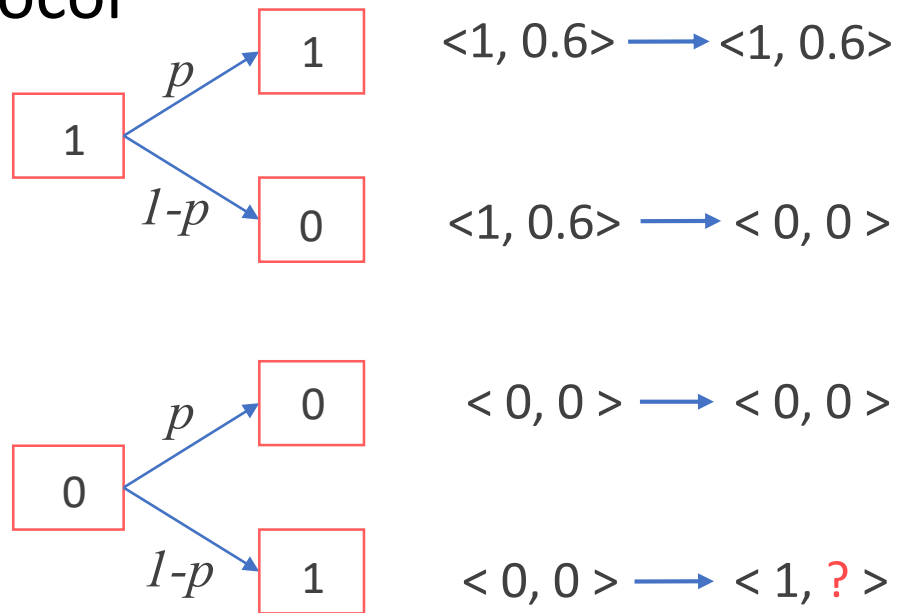 p
1
<1, 0.6> → <1, 0.6>
1
1-p
0
<1, 0.6> → < 0, 0 >
p
0
< 0, 0 > → < 0, 0 >
0
1-p
1
< 0, 0 > → < 1, ? >